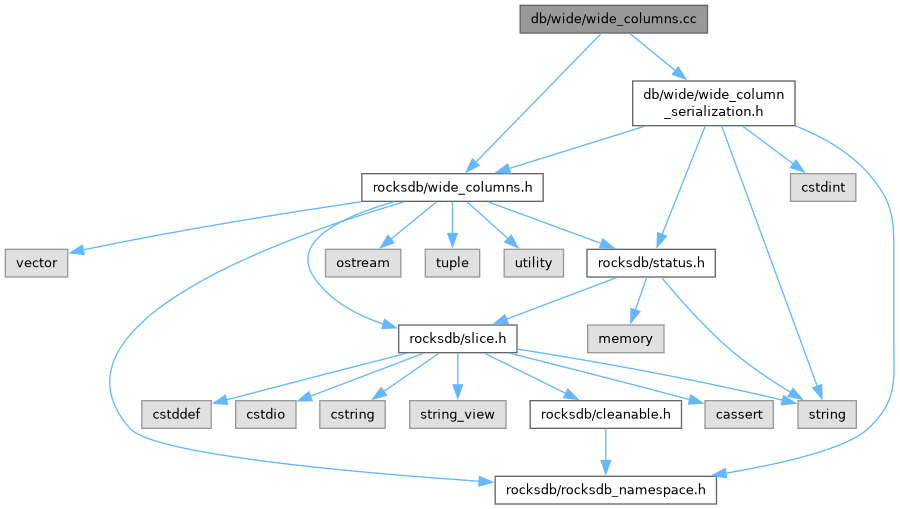 db/wide/wide_columns.cc
db/wide/wide_column
_serialization.h
rocksdb/wide_columns.h
cstdint
vector
ostream
tuple
utility
rocksdb/status.h
rocksdb/slice.h
memory
cstddef
cstdio
cstring
string_view
rocksdb/cleanable.h
cassert
string
rocksdb/rocksdb_namespace.h